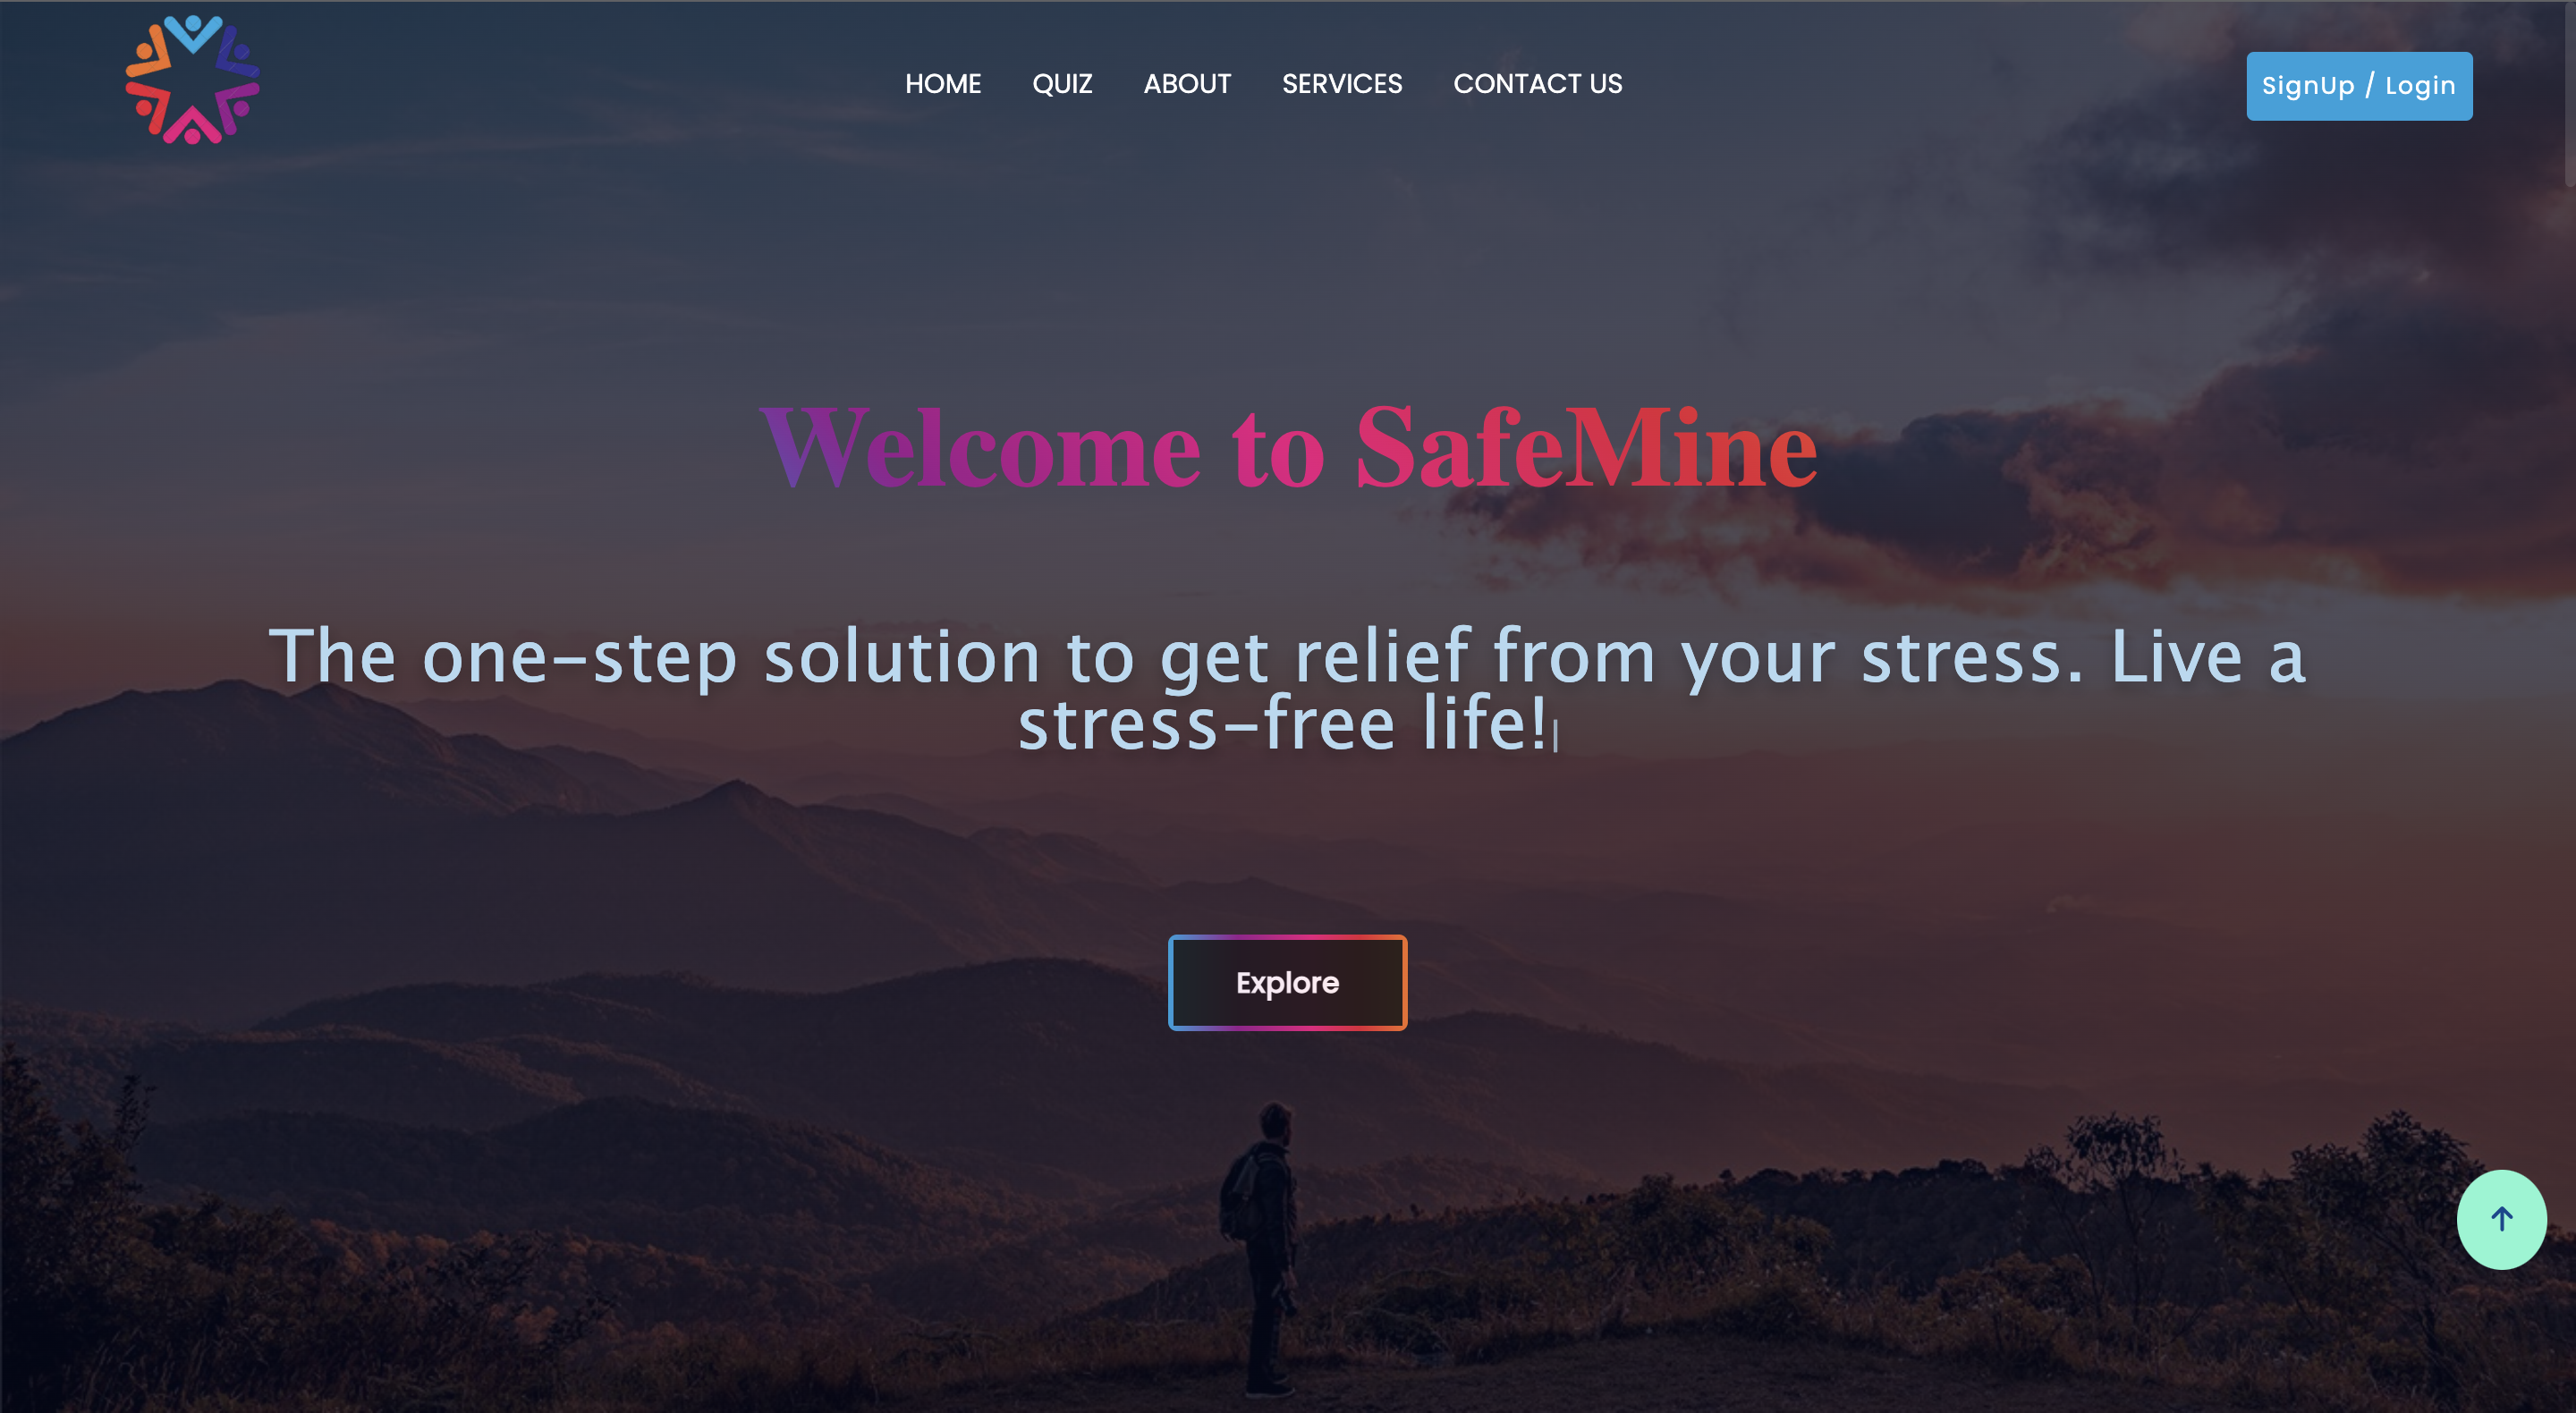 HOME QUIZ ABOUT SERVICES CONTACT US SignUp / Login
Welcome to SafeMine
The one-step solution to get relief from your stress. Live a
stress-free life!
Explore